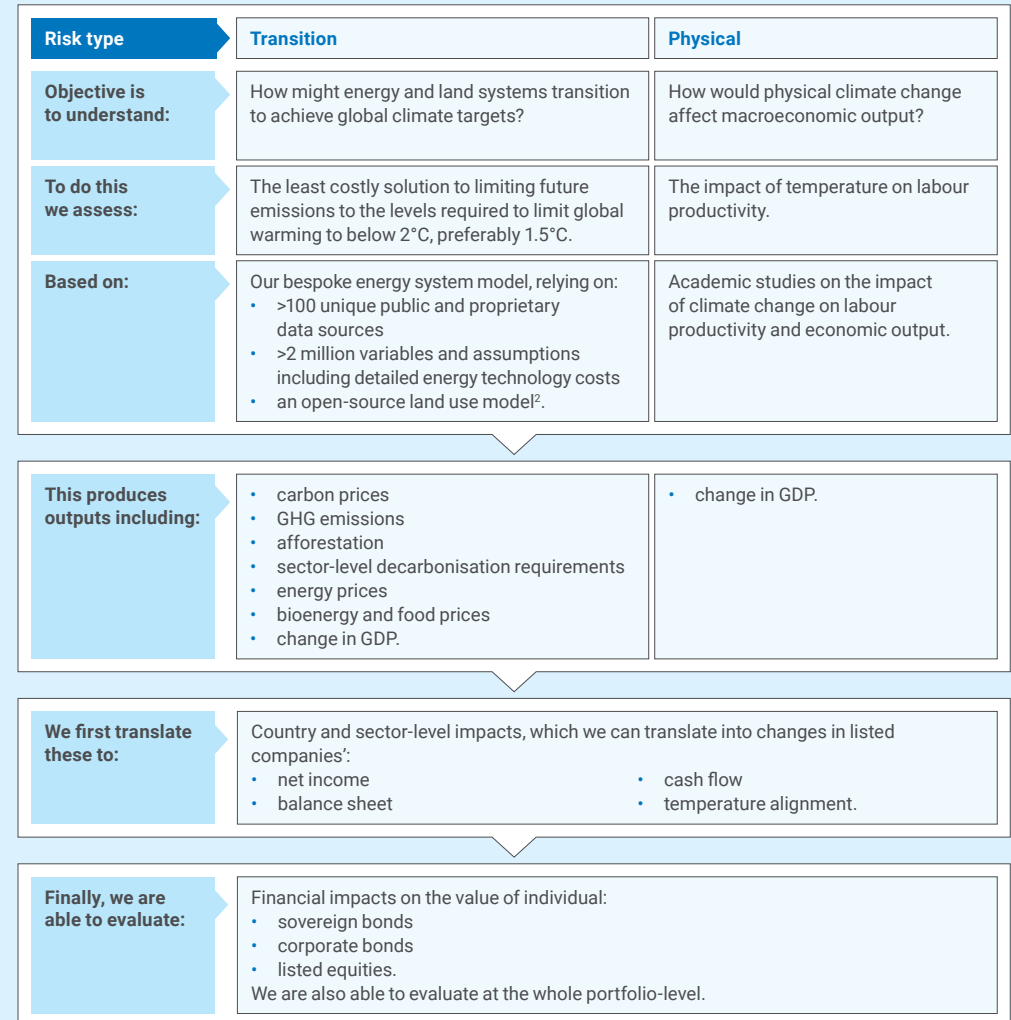 Risk type
Transition
Physical
Objective is
to understand:
How might energy and land systems transition
to achieve global climate targets?
How would physical climate change
affect macroeconomic output?
To do this
we assess:
The least costly solution to limiting future
emissions to the levels required to limit global
warming to below 2°C, preferably 1.5°C.
The impact of temperature on labour
productivity.
Based on:
Our bespoke energy system model, relying on:
• >100 unique public and proprietary
data sources
• >2 million variables and assumptions
including detailed energy technology costs
• an open-source land use model².
Academic studies on the impact
of climate change on labour
productivity and economic output.
This produces
outputs including:
• carbon prices
• GHG emissions
• afforestation
• sector-level decarbonisation requirements
• energy prices
• bioenergy and food prices
• change in GDP.
• change in GDP.
We first translate
these to:
Country and sector-level impacts, which we can translate into changes in listed
companies’:
• net income
• balance sheet
• cash flow
• temperature alignment.
Finally, we are
able to evaluate:
Financial impacts on the value of individual:
• sovereign bonds
• corporate bonds
• listed equities.
We are also able to evaluate at the whole portfolio-level.